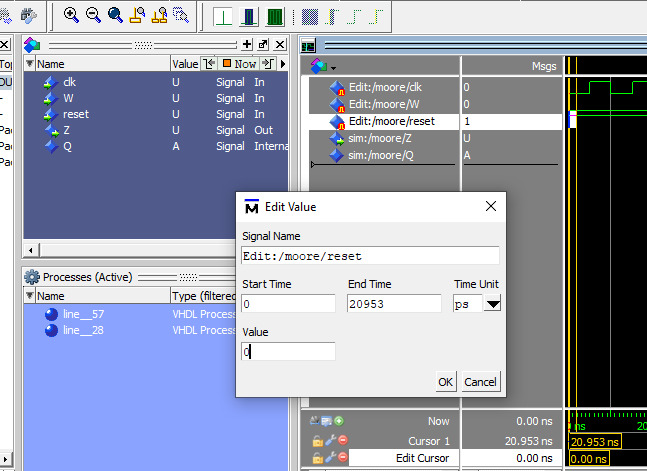 Name
Value
Now
clk
U
Signal
In
W
U
Signal
In
reset
U
Signal
In
Z
U
Signal
Out
Q
A
Signal
Interna
Processes (Active)
Name
Type (filtered
line__57
VHDL Process
line__28
VHDL Process
Msgs
Edit:/moore/clk
0
Edit:/moore/W
0
Edit:/moore/reset
1
sim:/moore/Z
U
sim:/moore/Q
A
Edit Value
Signal Name
Edit:/moore/reset
Start Time
End Time
Time Unit
0
20953
ps
Value
0
OK
Cancel
Now
0.00 ns
ns
Cursor 1
20.953 ns
20.953 ns
Edit Cursor
0.00 ns
0.00 ns